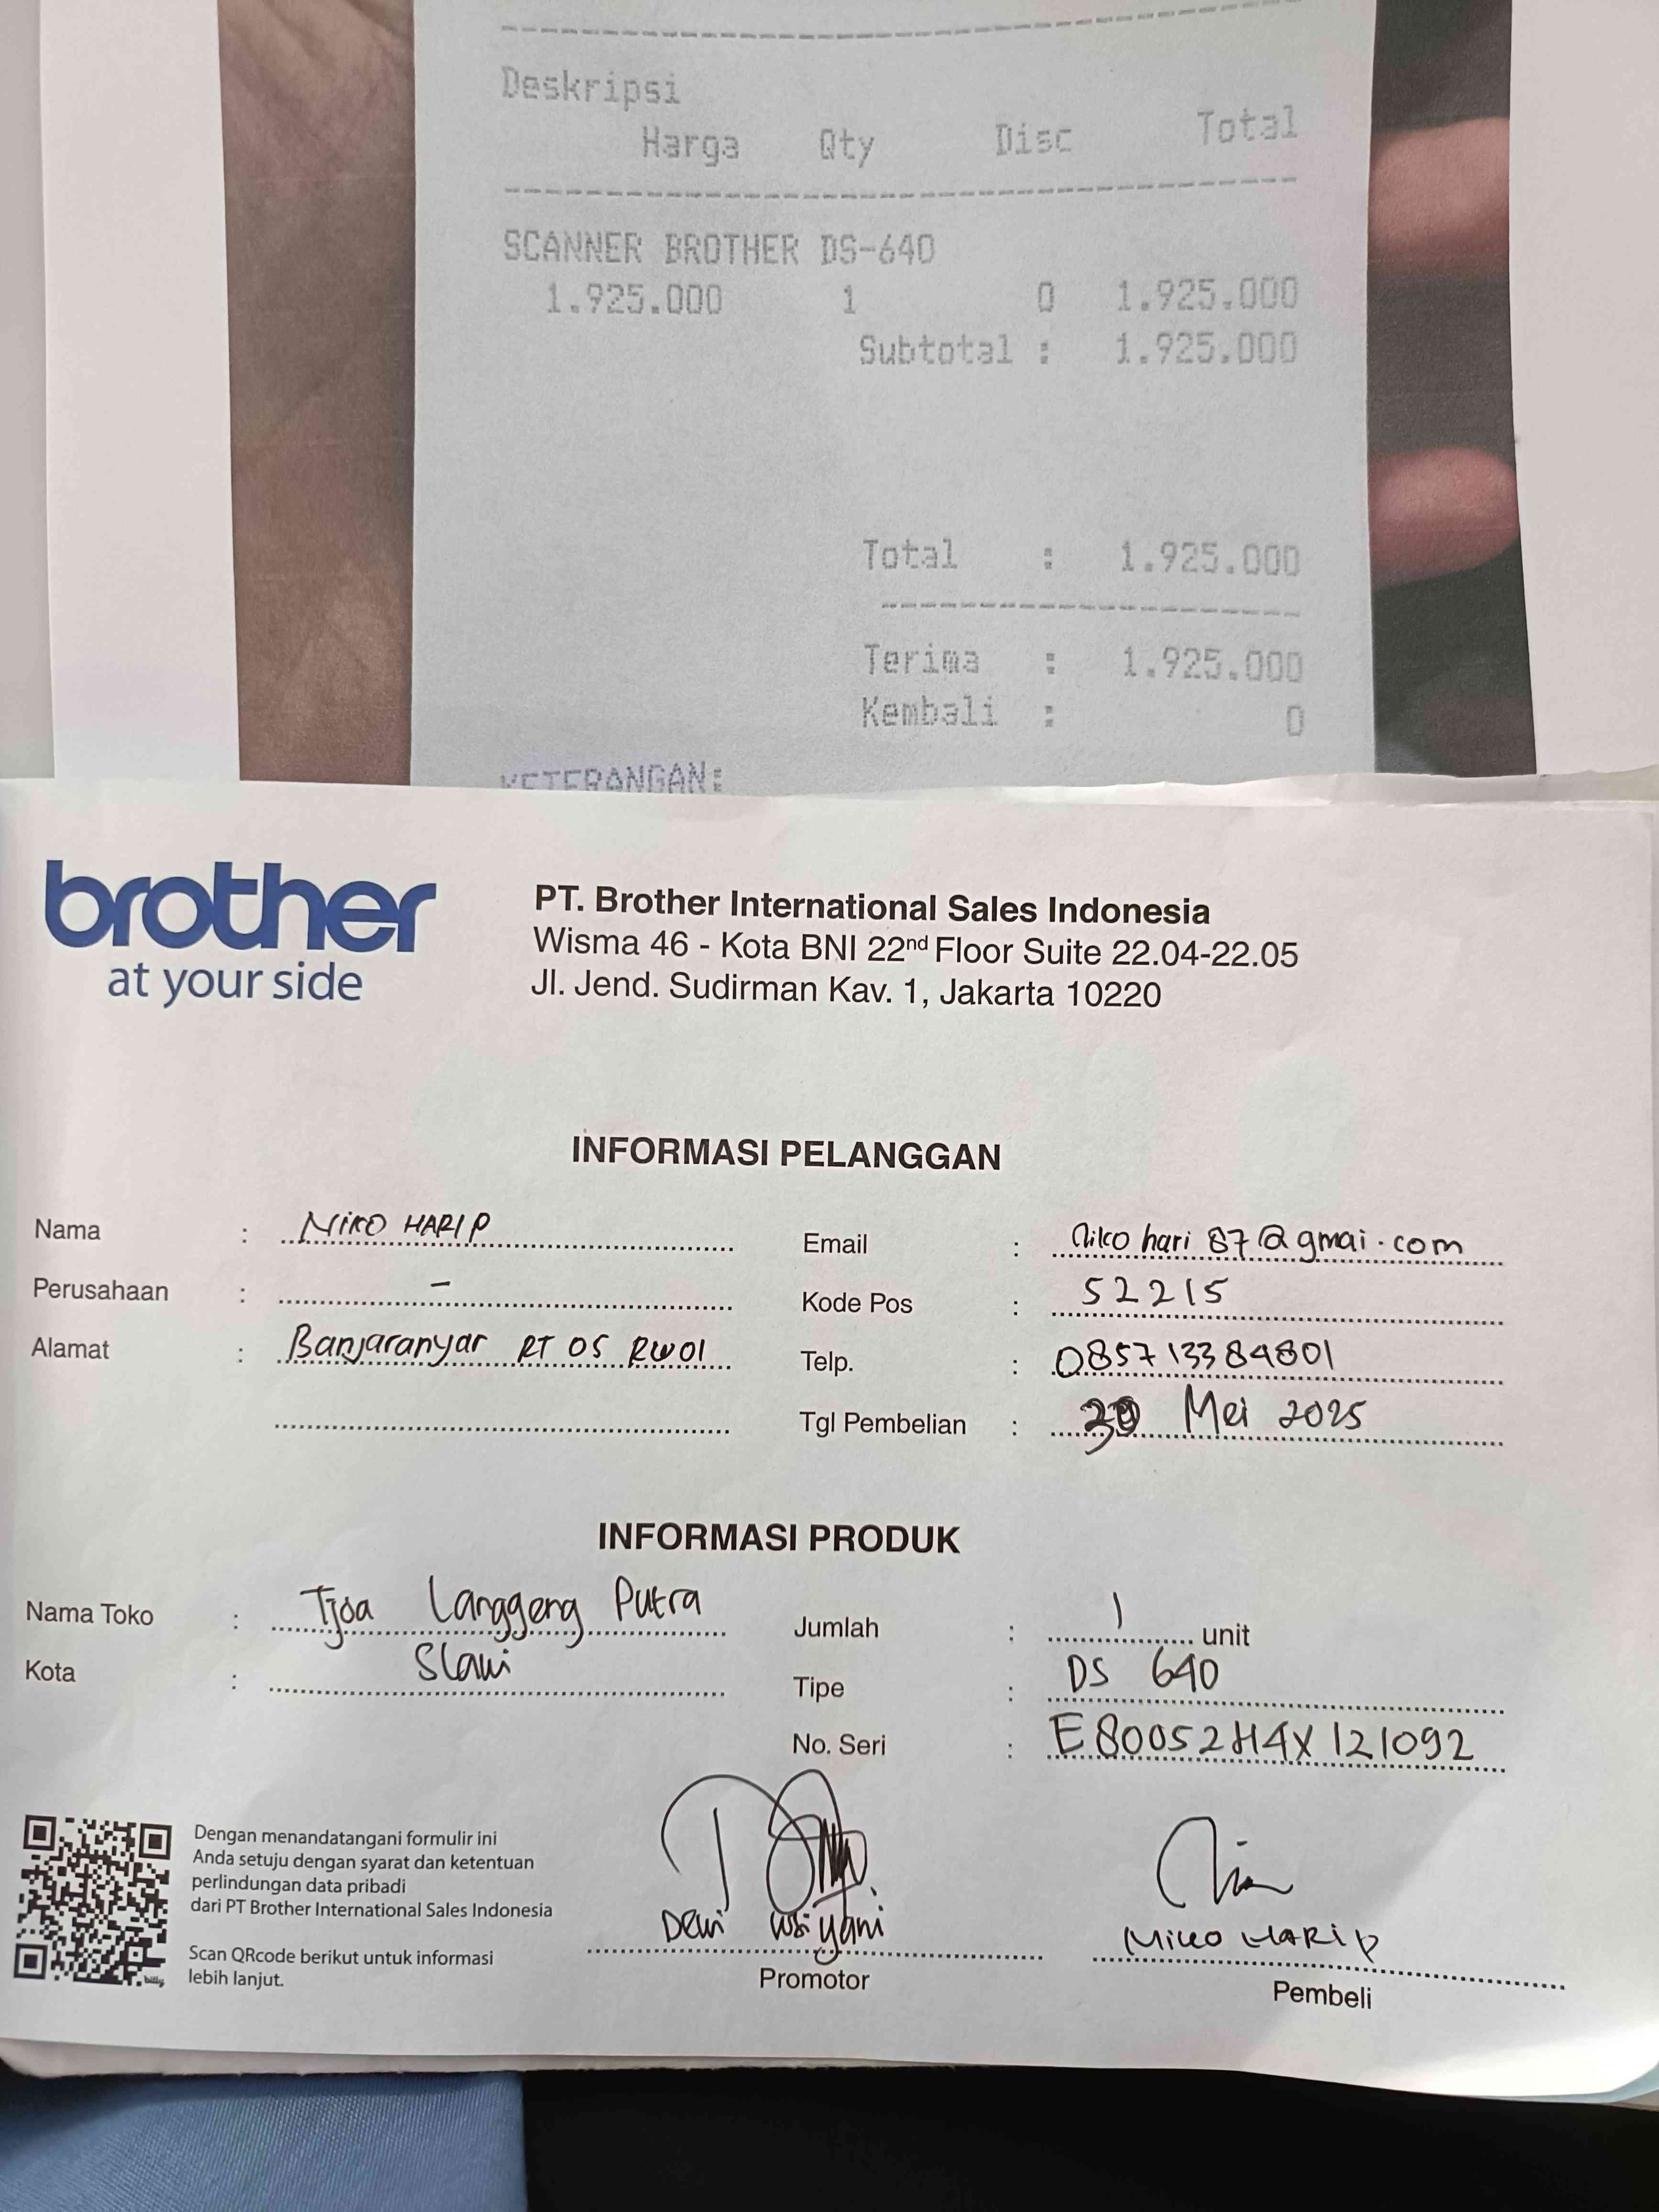 Deskripsi
Harga Qty Disc Total
SCANNER BROTHER DS-640
1.925.000 1 0 1.925.000
Subtotal : 1.925.000
Total : 1.925.000
Terima : 1.925.000
Kembali : 0
KETERANGAN:
brother
at your side
PT. Brother International Sales Indonesia
Wisma 46 - Kota BNI 22nd Floor Suite 22.04-22.05
Jl. Jend. Sudirman Kav. 1, Jakarta 10220
INFORMASI PELANGGAN
Nama : NIKO HARI P
Email : nikohari87@gmai.com
Perusahaan : -
Kode Pos : 52215
Alamat : Banjaranyar RT 05 RW01
Telp. : 085713384801
Tgl Pembelian : 30 Mei 2025
INFORMASI PRODUK
Nama Toko : Tjoa Langgeng Putra
Jumlah : 1 unit
Kota : Slawi
Tipe : DS 640
No. Seri : E80052H4X121092
Dengan menandatangani formulir ini
Anda setuju dengan syarat dan ketentuan
perlindungan data pribadi
dari PT Brother International Sales Indonesia
Scan QRcode berikut untuk informasi
lebih lanjut.
Dewi
Promotor
NIKO HARI P
Pembeli